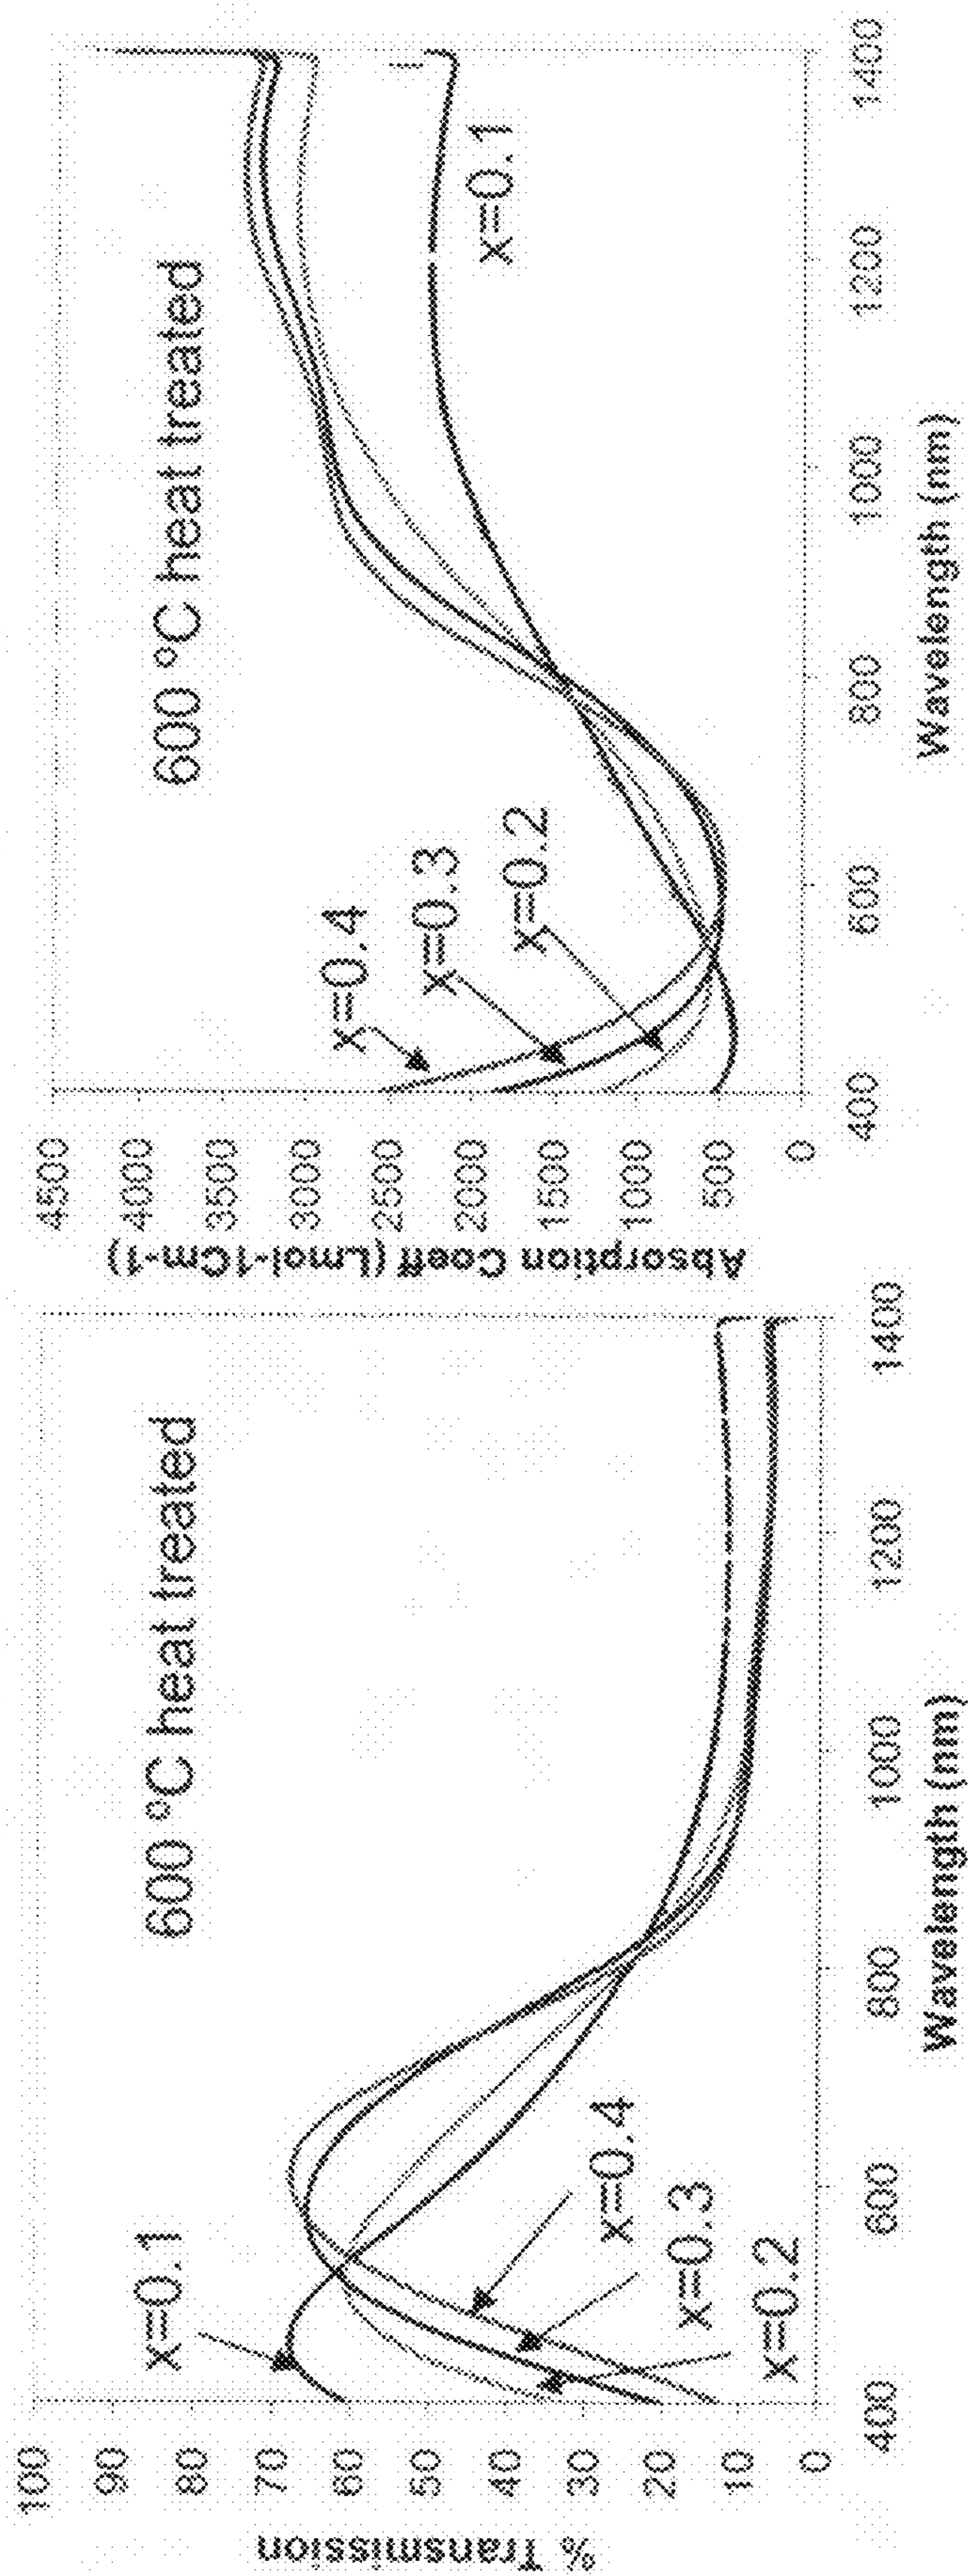 600 °C heat treated
% Transmission
100
90
80
70
60
50
40
30
20
10
0
x=0.1
x=0.4
x=0.3
x=0.2
400
600
800
1000
1200
1400
Wavelength (nm)
600 °C heat treated
Absorption Coeff (Lmol-1Cm-1)
4500
4000
3500
3000
2500
2000
1500
1000
500
0
x=0.4
x=0.3
x=0.2
x=0.1
400
600
800
1000
1200
1400
Wavelength (nm)